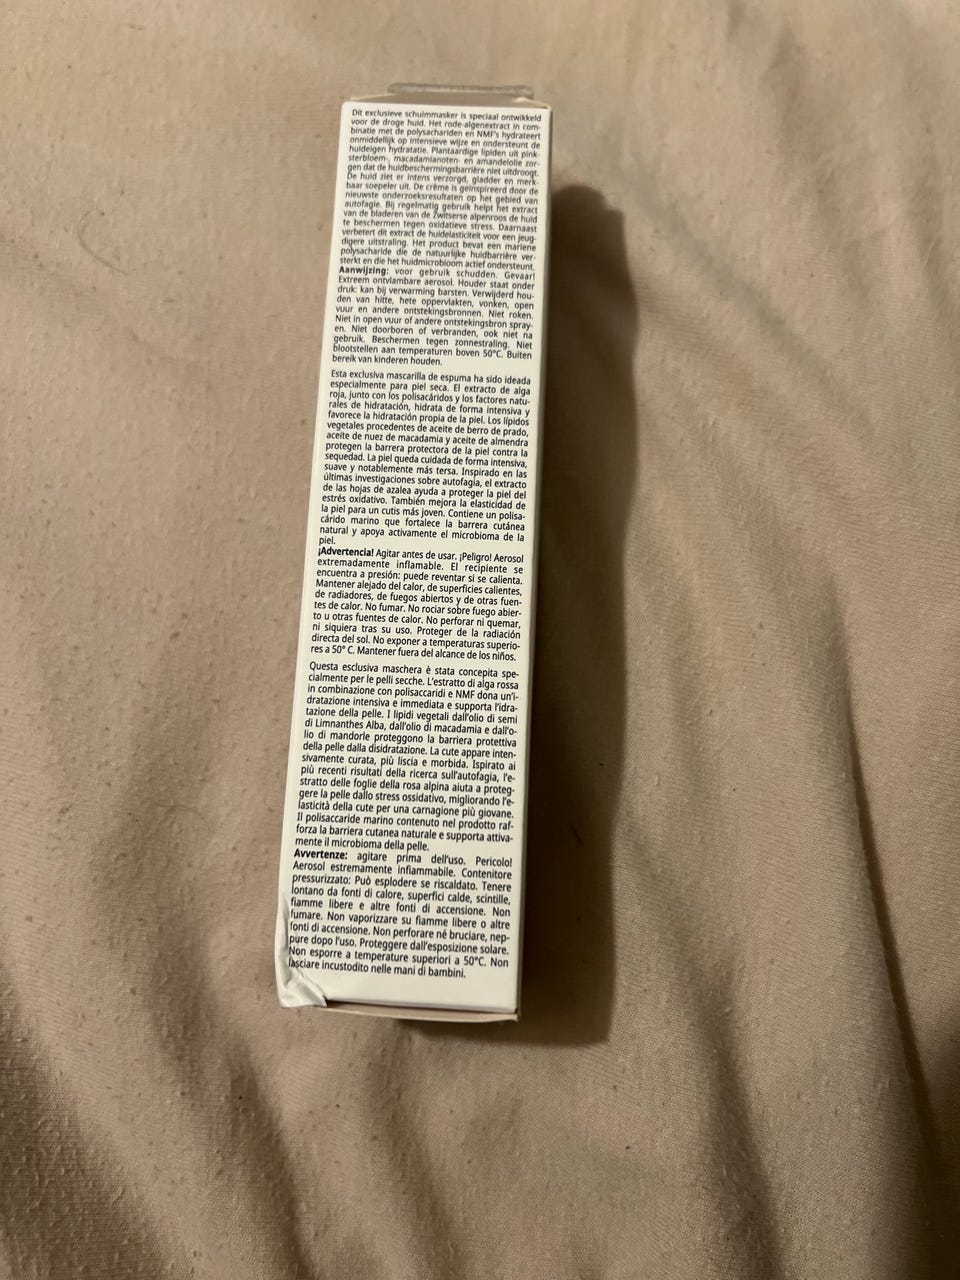 Dit exclusieve schuimmasker is speciaal ontwikkeld
voor de droge huid. Het rode-algenextract in com-
binatie met de polysachariden en NMF's hydrateert
onmiddellijk op intensieve wijze en ondersteunt de
huideigen hydratatie. Plantaardige lipiden uit pink-
sterbloem-, macadamianoten- en amandelolie zor-
gen dat de huidbeschermingsbarrière niet uitdroogt.
De huid ziet er intens verzorgd, gladder en merk-
baar soepeler uit. De crème is geïnspireerd door de
nieuwste onderzoeksresultaten op het gebied van
autofagie. Bij regelmatig gebruik helpt het extract
van de bladeren van de Zwitserse alpenroos de huid
te beschermen tegen oxidatieve stress. Daarnaast
verbetert dit extract de huidelasticiteit voor een jeug-
digere uitstraling. Het product bevat een mariene
polysacharide die de natuurlijke huidbarrière ver-
sterkt en die het huidmicrobioom actief ondersteunt.
Aanwijzing: voor gebruik schudden. Gevaar!
Extreem ontvlambare aerosol. Houder staat onder
druk: kan bij verwarming barsten. Verwijderd hou-
den van hitte, hete oppervlakten, vonken, open
vuur en andere ontstekingsbronnen. Niet roken.
Niet in open vuur of andere ontstekingsbron spray-
en. Niet doorboren of verbranden, ook niet na
gebruik. Beschermen tegen zonnestraling. Niet
blootstellen aan temperaturen boven 50°C. Buiten
bereik van kinderen houden.
Esta exclusiva mascarilla de espuma ha sido ideada
especialmente para piel seca. El extracto de alga
roja, junto con los polisacáridos y los factores natu-
rales de hidratación, hidrata de forma intensiva y
favorece la hidratación propia de la piel. Los lípidos
vegetales procedentes de aceite de berro de prado,
aceite de nuez de macadamia y aceite de almendra
protegen la barrera protectora de la piel contra la
sequedad. La piel queda cuidada de forma intensiva,
suave y notablemente más tersa. Inspirado en las
últimas investigaciones sobre autofagia, el extracto
de las hojas de azalea ayuda a proteger la piel del
estrés oxidativo. También mejora la elasticidad de
la piel para un cutis más joven. Contiene un polisa-
cárido marino que fortalece la barrera cutánea
natural y apoya activamente el microbioma de la
piel.
¡Advertencia! Agitar antes de usar. ¡Peligro! Aerosol
extremadamente inflamable. El recipiente se
encuentra a presión: puede reventar si se calienta.
Mantener alejado del calor, de superficies calientes,
de radiadores, de fuegos abiertos y de otras fuen-
tes de calor. No fumar. No rociar sobre fuego abier-
to u otras fuentes de calor. No perforar ni quemar,
ni siquiera tras su uso. Proteger de la radiación
directa del sol. No exponer a temperaturas superio-
res a 50° C. Mantener fuera del alcance de los niños.
Questa esclusiva maschera è stata concepita spe-
cialmente per le pelli secche. L'estratto di alga rossa
in combinazione con polisaccaridi e NMF dona un'i-
dratazione intensiva e immediata e supporta l'idra-
tazione della pelle. I lipidi vegetali dall'olio di semi
di Limnanthes Alba, dall'olio di macadamia e dall'o-
lio di mandorle proteggono la barriera protettiva
della pelle dalla disidratazione. La cute appare inten-
sivamente curata, più liscia e morbida. Ispirato ai
più recenti risultati della ricerca sull'autofagia, l'e-
stratto delle foglie della rosa alpina aiuta a proteg-
gere la pelle dallo stress ossidativo, migliorando l'e-
lasticità della cute per una carnagione più giovane.
Il polisaccaride marino contenuto nel prodotto raf-
forza la barriera cutanea naturale e supporta attiva-
mente il microbioma della pelle.
Avvertenze: agitare prima dell'uso. Pericolo!
Aerosol estremamente infiammabile. Contenitore
pressurizzato: Può esplodere se riscaldato. Tenere
lontano da fonti di calore, superfici calde, scintille,
fiamme libere e altre fonti di accensione. Non
fumare. Non vaporizzare su fiamme libere o altre
fonti di accensione. Non perforare né bruciare, nep-
pure dopo l'uso. Proteggere dall'esposizione solare.
Non esporre a temperature superiori a 50°C. Non
lasciare incustodito nelle mani di bambini.